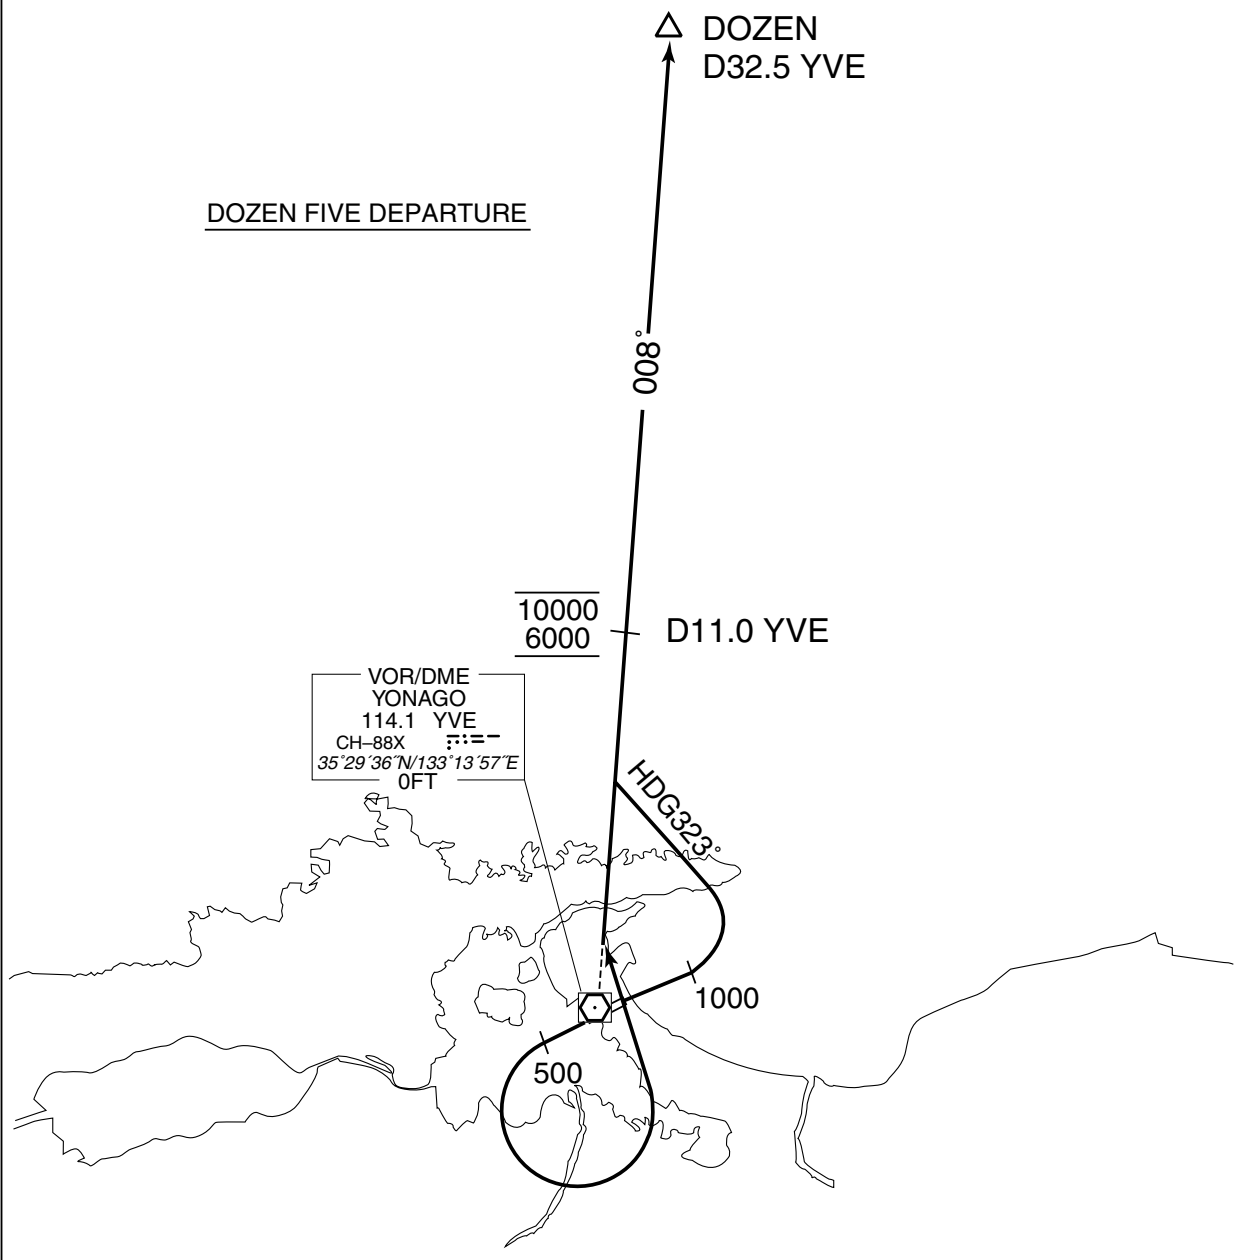 DOZEN
D32.5 YVE
DOZEN FIVE DEPARTURE
008°
10000
6000
D11.0 YVE
VOR/DME
YONAGO
114.1 YVE
CH–88X
35°29´36˝N/133°13´57˝E
0FT
HDG323°
1000
500